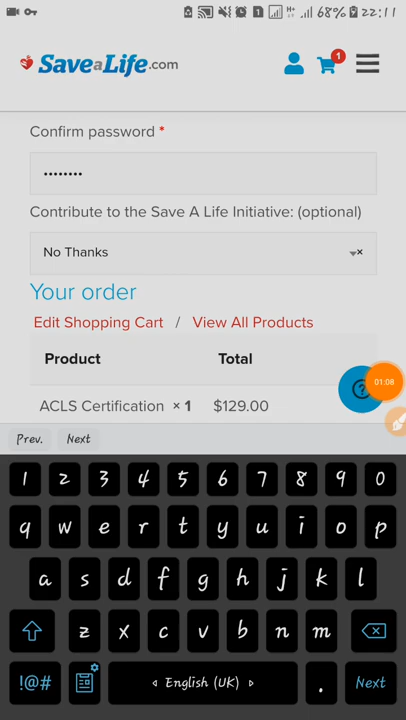 68% 22:11
SaveaLife.com
1
Confirm password *
••••••••
Contribute to the Save A Life Initiative: (optional)
No Thanks ×
Your order
Edit Shopping Cart / View All Products
Product Total
?
01:08
ACLS Certification × 1 $129.00
Prev. Next
1 2 3 4 5 6 7 8 9 0
q w e r t y u i o p
a s d f g h j k l
z x c v b n m
!@# English (UK) . Next